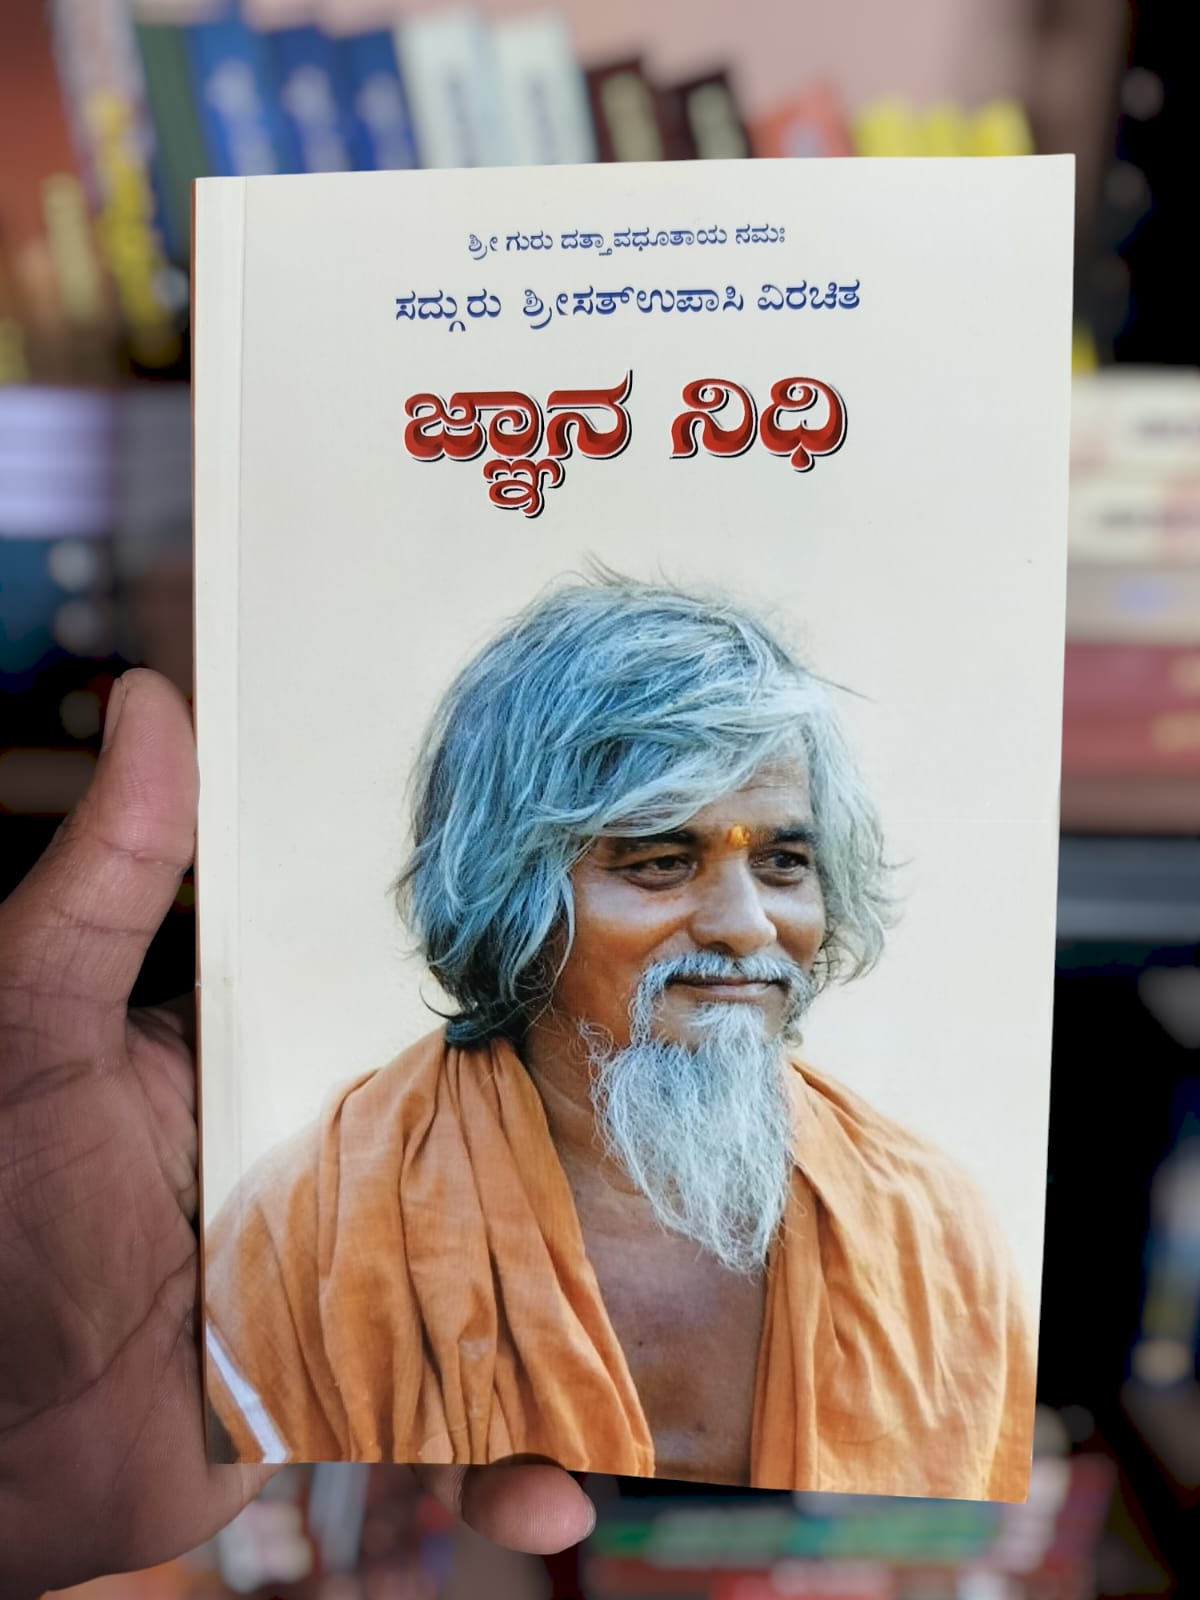 ಶ್ರೀ ಗುರು ದತ್ತಾವಧೂತಾಯ ನಮಃ
ಸದ್ಗುರು ಶ್ರೀಸತ್‌ಉಪಾಸಿ ವಿರಚಿತ
ಜ್ಞಾನ ನಿಧಿ